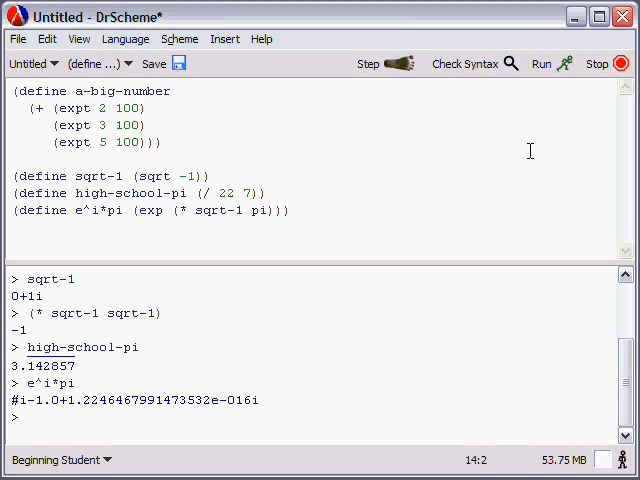 Untitled - DrScheme*
File Edit View Language Scheme Insert Help
Untitled (define ...) Save Step Check Syntax Run Stop
(define a-big-number
  (+ (expt 2 100)
     (expt 3 100)
     (expt 5 100)))
(define sqrt-1 (sqrt -1))
(define high-school-pi (/ 22 7))
(define e^i*pi (exp (* sqrt-1 pi)))
> sqrt-1
0+1i
> (* sqrt-1 sqrt-1)
-1
> high-school-pi
3.142857
> e^i*pi
#i-1.0+1.2246467991473532e-016i
>
Beginning Student 14:2 53.75 MB